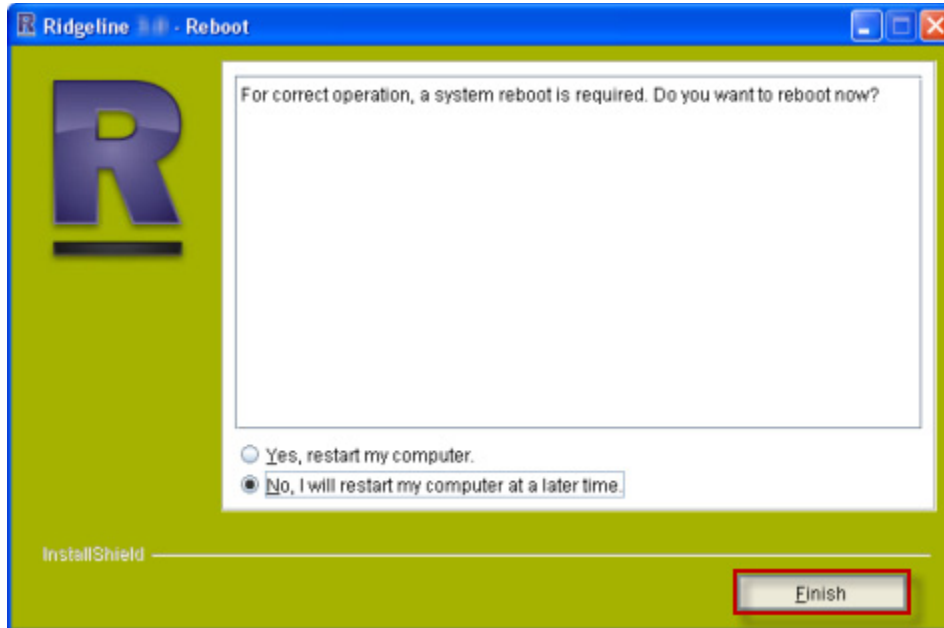 Ridgeline - Reboot
R
For correct operation, a system reboot is required. Do you want to reboot now?
Yes, restart my computer.
No, I will restart my computer at a later time.
InstallShield
Finish